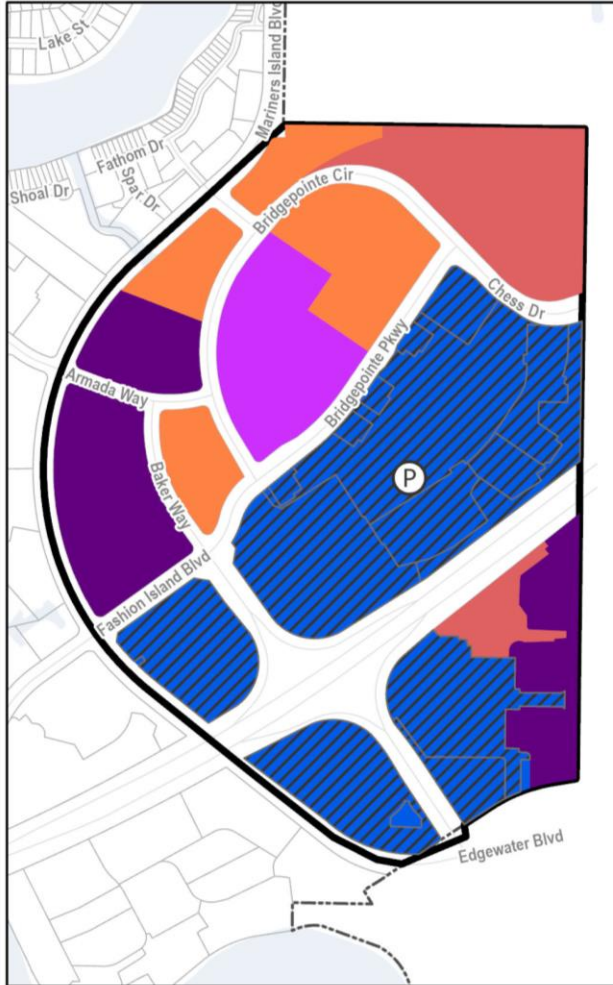 Lake St
Mariners Island Blvd
Fathom Dr
Spar Dr
Shoal Dr
Bridgepointe Cir
Chess Dr
Bridgepointe Pkwy
Armada Way
Baker Way
P
Fashion Island Blvd
Edgewater Blvd